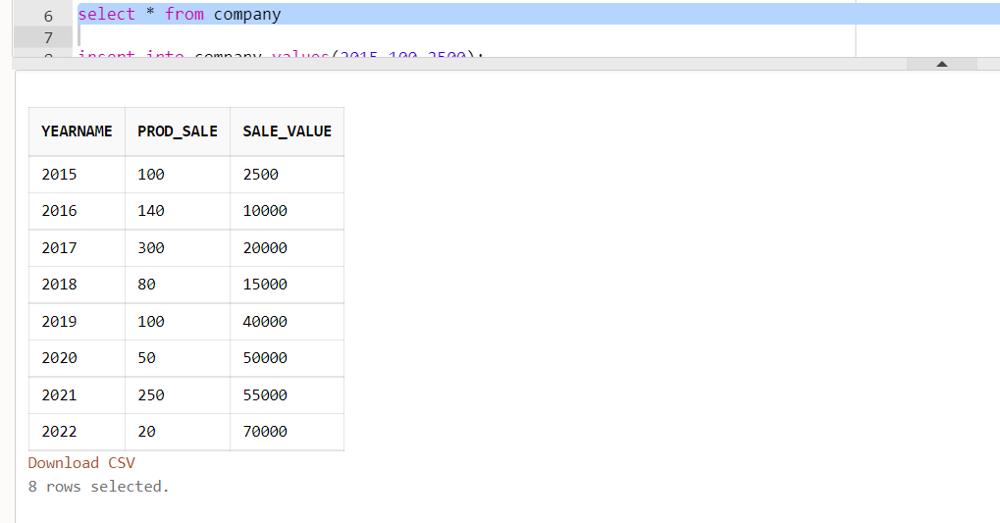 6 select * from company
7
insert into company values(2015,100,2500);
YEARNAME PROD_SALE SALE_VALUE
2015 100 2500
2016 140 10000
2017 300 20000
2018 80 15000
2019 100 40000
2020 50 50000
2021 250 55000
2022 20 70000
Download CSV
8 rows selected.